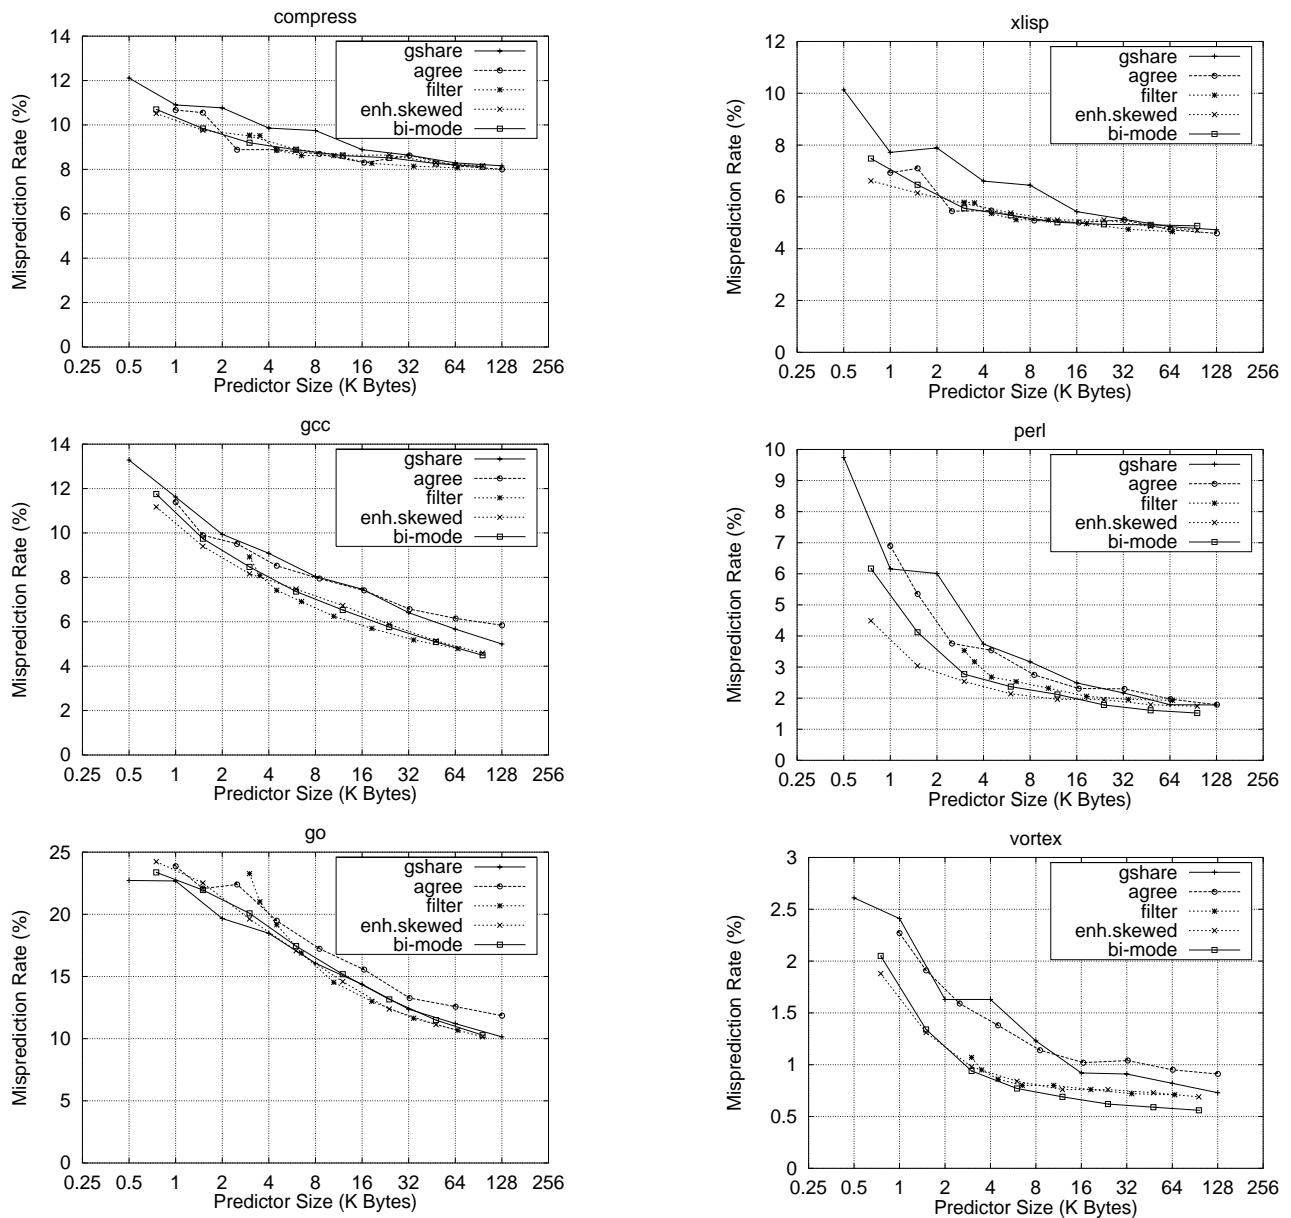 compress
Misprediction Rate (%)
14
12
10
8
6
4
2
0
gshare
agree
filter
enh.skewed
bi-mode
0.25 0.5 1 2 4 8 16 32 64 128 256
Predictor Size (K Bytes)
xlisp
Misprediction Rate (%)
12
10
8
6
4
2
0
gshare
agree
filter
enh.skewed
bi-mode
0.25 0.5 1 2 4 8 16 32 64 128 256
Predictor Size (K Bytes)
gcc
Misprediction Rate (%)
14
12
10
8
6
4
2
0
gshare
agree
filter
enh.skewed
bi-mode
0.25 0.5 1 2 4 8 16 32 64 128 256
Predictor Size (K Bytes)
perl
Misprediction Rate (%)
10
9
8
7
6
5
4
3
2
1
0
gshare
agree
filter
enh.skewed
bi-mode
0.25 0.5 1 2 4 8 16 32 64 128 256
Predictor Size (K Bytes)
go
Misprediction Rate (%)
25
20
15
10
5
0
gshare
agree
filter
enh.skewed
bi-mode
0.25 0.5 1 2 4 8 16 32 64 128 256
Predictor Size (K Bytes)
vortex
Misprediction Rate (%)
3
2.5
2
1.5
1
0.5
0
gshare
agree
filter
enh.skewed
bi-mode
0.25 0.5 1 2 4 8 16 32 64 128 256
Predictor Size (K Bytes)